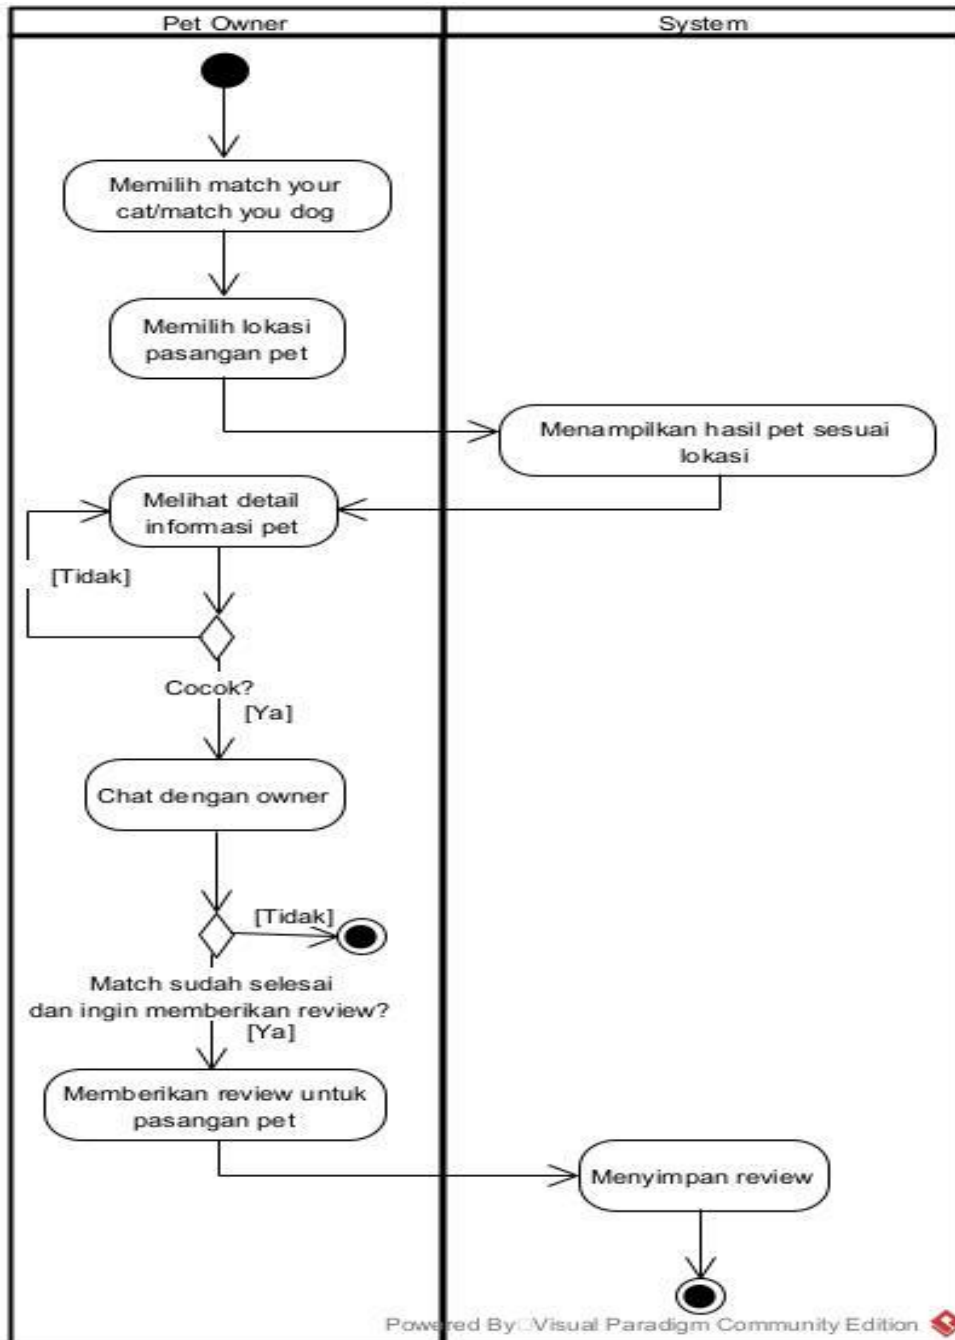 Pet Owner
System
Memilih match your
cat/match you dog
Memilih lokasi
pasangan pet
Menampilkan hasil pet sesuai
lokasi
Melihat detail
informasi pet
[Tidak]
Cocok?
[Ya]
Chat dengan owner
[Tidak]
Match sudah selesai
dan ingin memberikan review?
[Ya]
Memberikan review untuk
pasangan pet
Menyimpan review
Powered By Visual Paradigm Community Edition